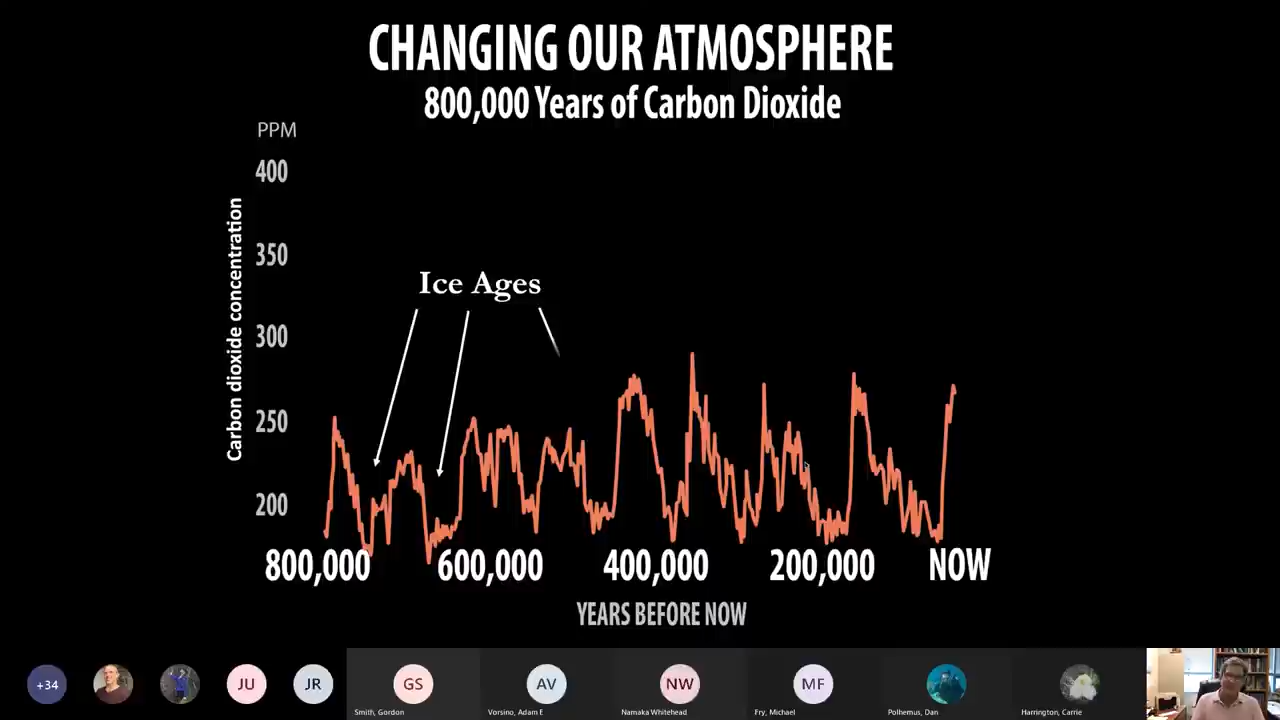 CHANGING OUR ATMOSPHERE
800,000 Years of Carbon Dioxide
PPM
400
350
300
250
200
Carbon dioxide concentration
Ice Ages
800,000 600,000 400,000 200,000 NOW
YEARS BEFORE NOW
+34 JU JR GS AV NW MF
Smith, Gordon Vorsino, Adam E Namaka Whitehead Fry, Michael Polhemus, Dan Harrington, Carrie